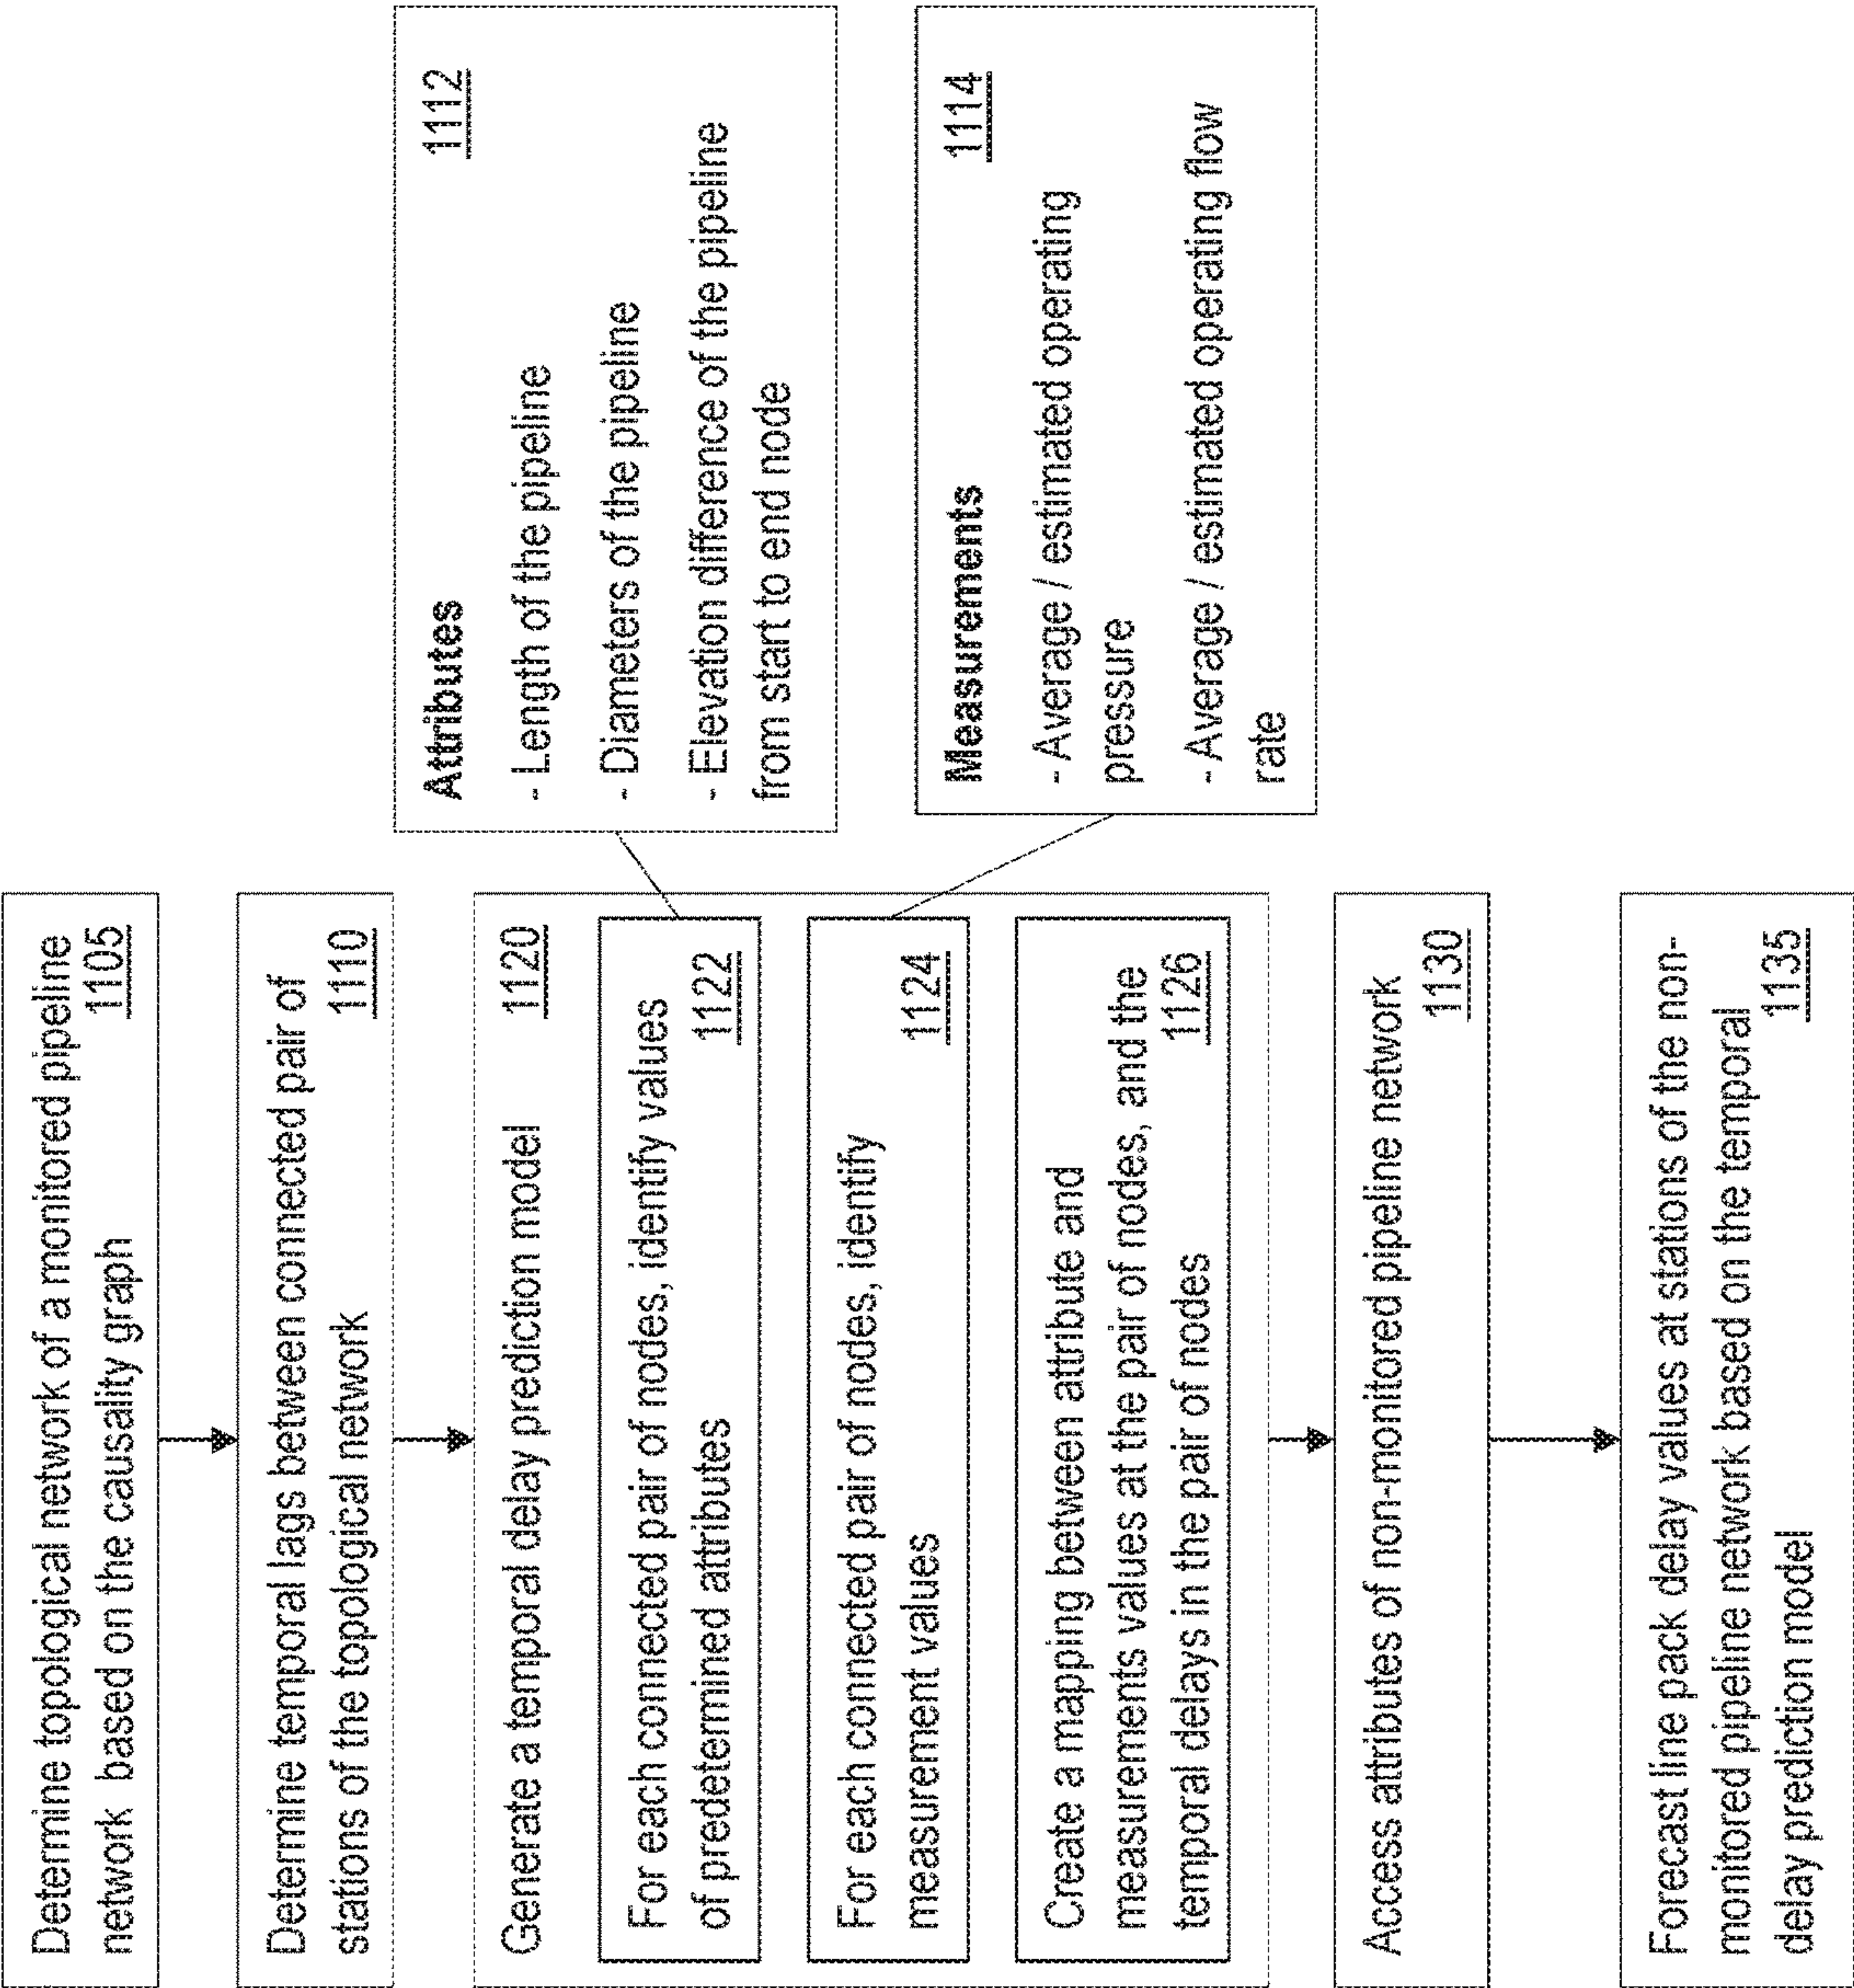 Determine topological network of a monitored pipeline
network based on the causality graph
1105
Determine temporal lags between connected pair of
stations of the topological network
1110
Generate a temporal delay prediction model
1120
For each connected pair of nodes, identify values
of predetermined attributes
1122
For each connected pair of nodes, identify
measurement values
1124
Create a mapping between attribute and
measurements values at the pair of nodes, and the
temporal delays in the pair of nodes
1126
Access attributes of non-monitored pipeline network
1130
Forecast line pack delay values at stations of the non-
monitored pipeline network based on the temporal
delay prediction model
1135
Attributes
1112
- Length of the pipeline
- Diameters of the pipeline
- Elevation difference of the pipeline
from start to end node
Measurements
1114
- Average / estimated operating
pressure
- Average / estimated operating flow
rate